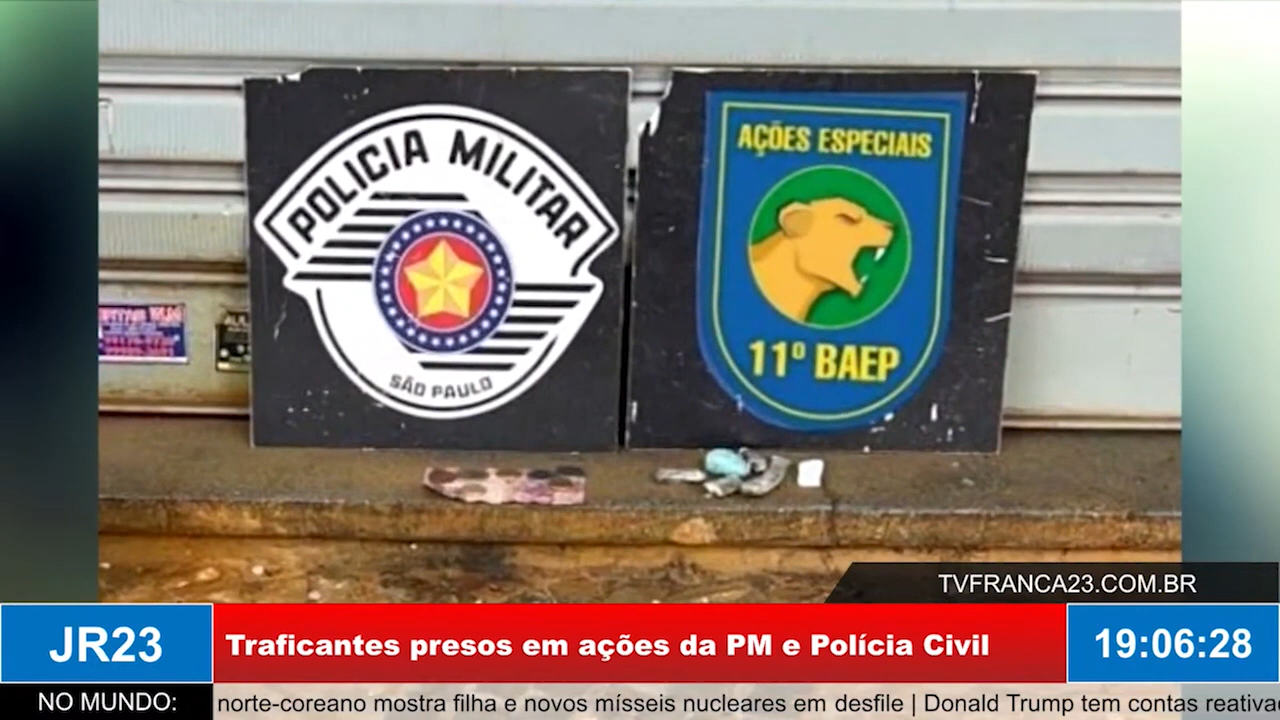 POLICIA MILITAR
SÃO PAULO
AÇÕES ESPECIAIS
11º BAEP
TVFRANCA23.COM.BR
JR23
Traficantes presos em ações da PM e Polícia Civil
19:06:28
NO MUNDO:
norte-coreano mostra filha e novos mísseis nucleares em desfile | Donald Trump tem contas reativa